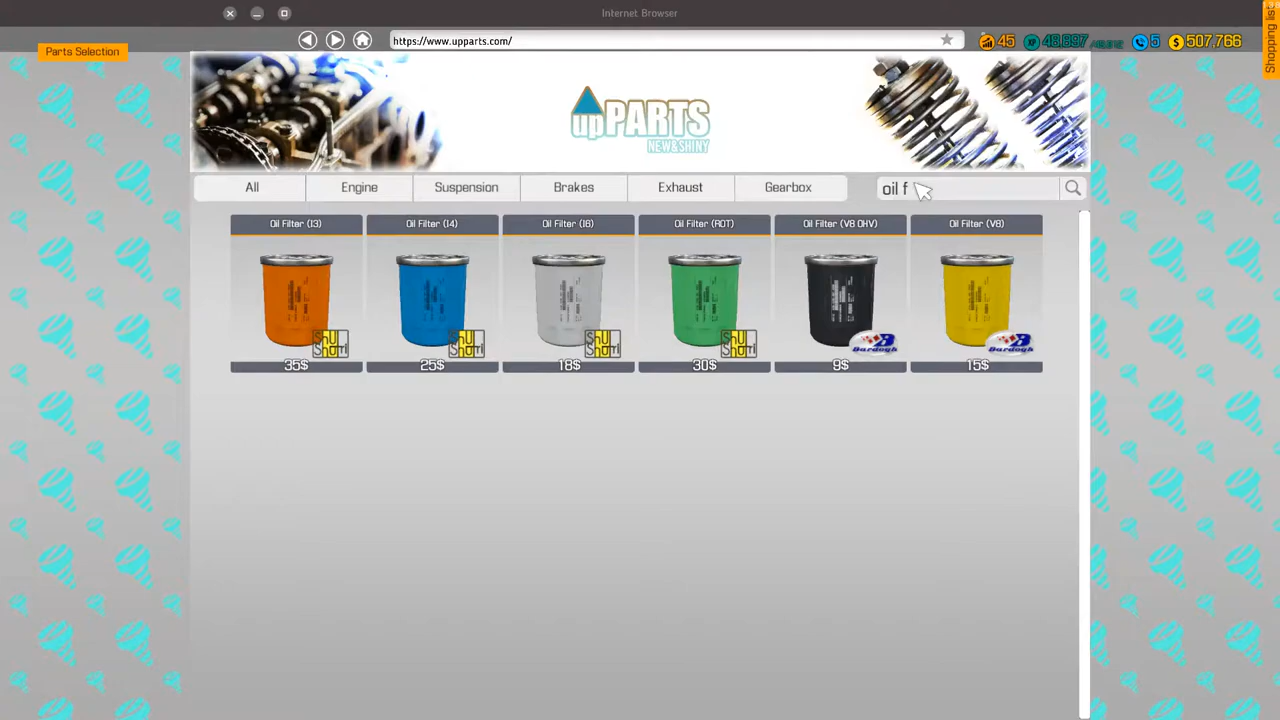 Internet Browser
https://www.upparts.com/
45
5
507,766
Shopping list
Parts Selection
upPARTS
NEW&SHINY
All
Engine
Suspension
Brakes
Exhaust
Gearbox
oil f
Oil Filter (I3)
Oil Filter (I4)
Oil Filter (I6)
Oil Filter (ROT)
Oil Filter (V8 OHV)
Oil Filter (V8)
Bardogh
Bardogh
35$
25$
18$
30$
9$
15$